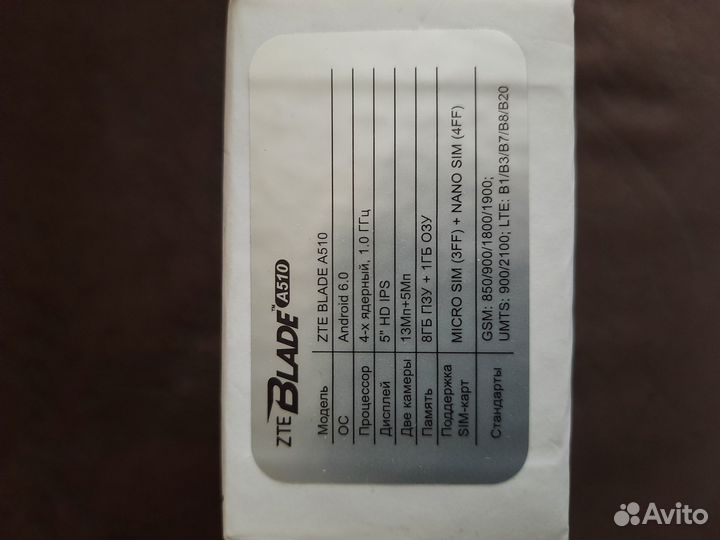 ZTE BLADE™ A510
Модель ZTE BLADE A510
ОС Android 6.0
Процессор 4-х ядерный, 1.0 ГГц
Дисплей 5" HD IPS
Две камеры 13Мп+5Мп
Память 8ГБ ПЗУ + 1ГБ ОЗУ
Поддержка
SIM-карт MICRO SIM (3FF) + NANO SIM (4FF)
Стандарты GSM: 850/900/1800/1900;
UMTS: 900/2100; LTE: B1/B3/B7/B8/B20
Avito